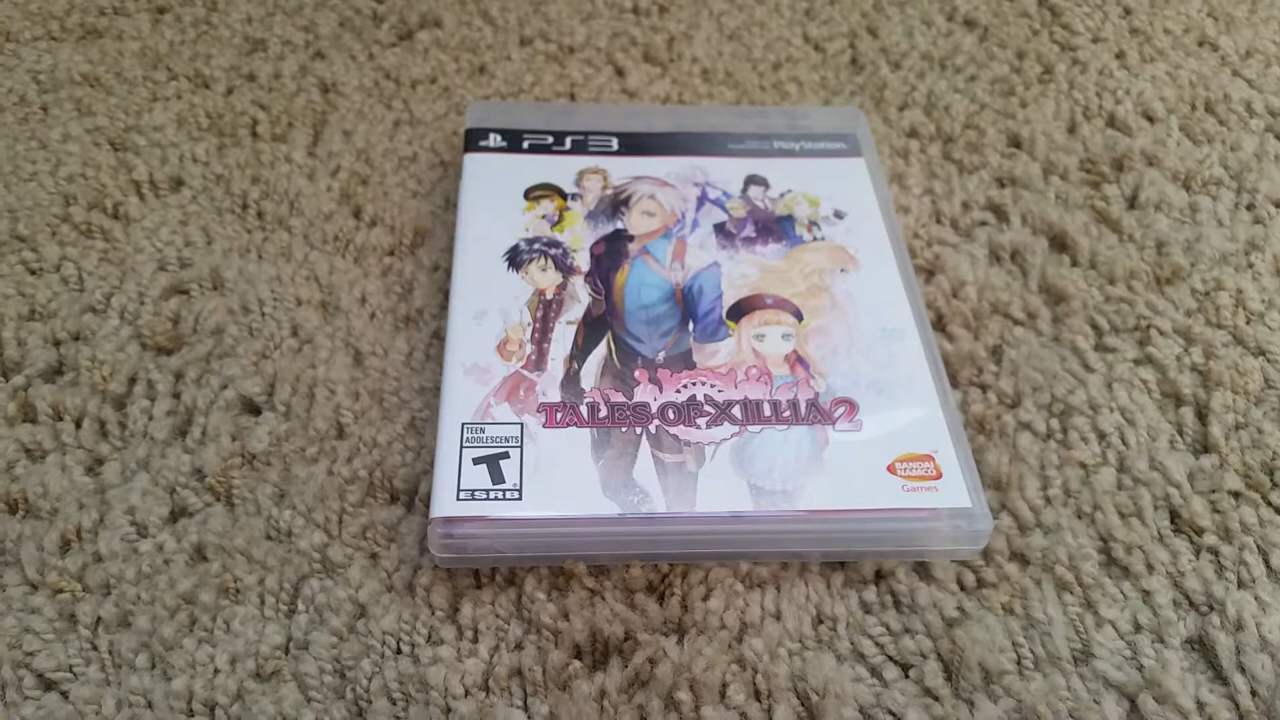 PS3
PlayStation
TALES OF XILLIA 2
TEEN
ADOLESCENTS
T
ESRB
BANDAI
NAMCO
Games